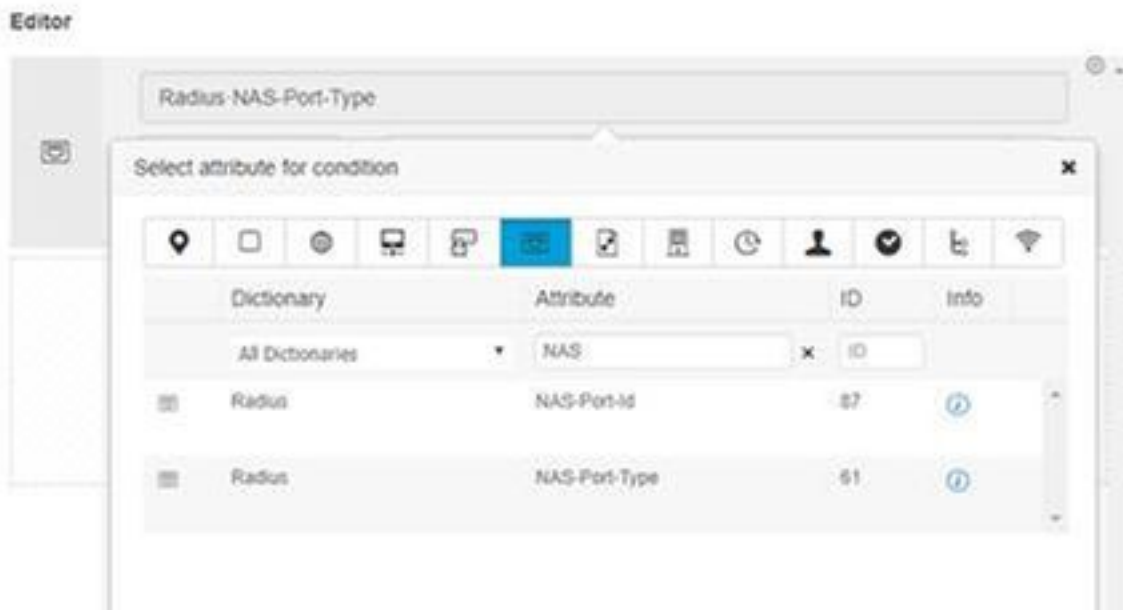 Editor
Radius·NAS-Port-Type
Select attribute for condition
Dictionary Attribute ID Info
All Dictionaries NAS ID
Radius NAS-Port-Id 87
Radius NAS-Port-Type 61